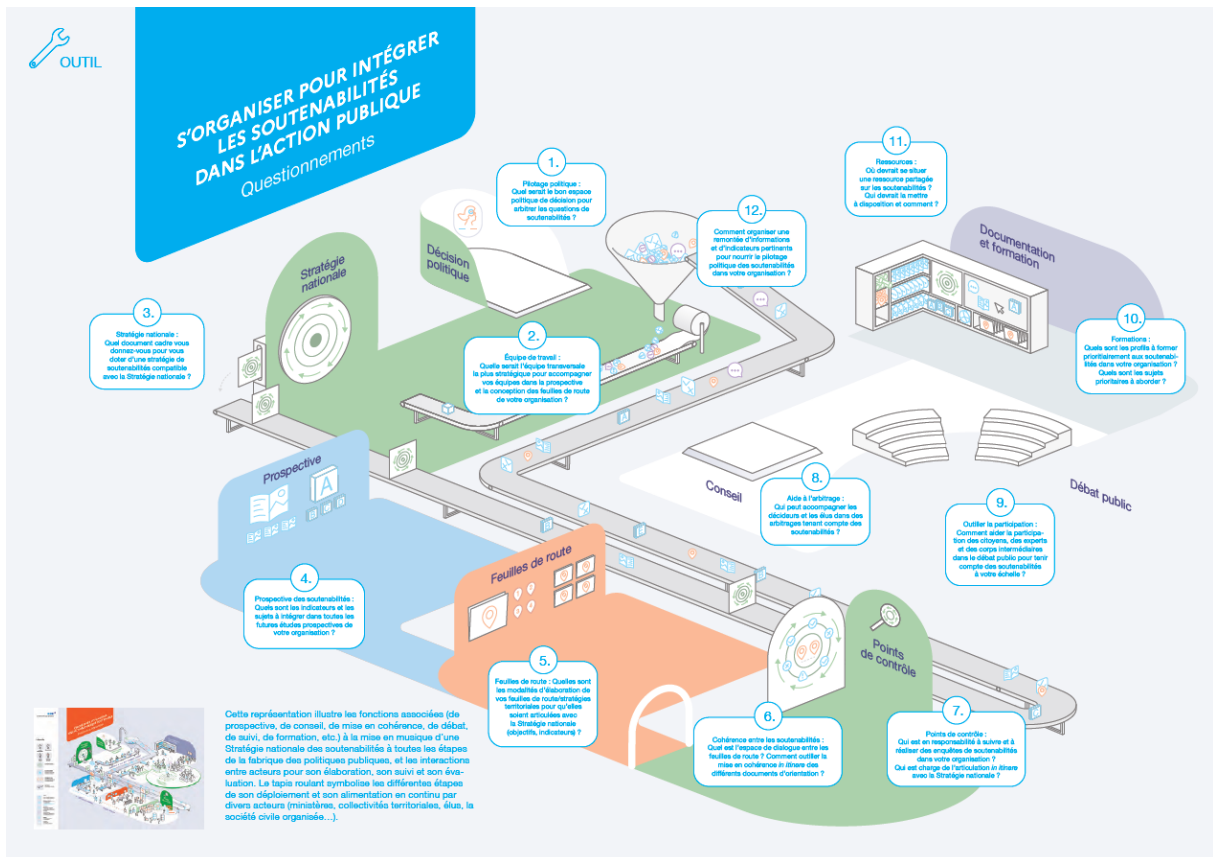 OUTIL
S'ORGANISER POUR INTÉGRER
LES SOUTENABILITÉS
DANS L'ACTION PUBLIQUE
Questionnements
1.
Pilotage politique :
Quel serait le bon espace
politique de décision pour
arbitrer les questions de
soutenabilités ?
11.
Ressources :
Où devrait se situer
une ressource partagée
sur les soutenabilités ?
Qui devrait la mettre
à disposition et comment ?
12.
Comment organiser une
remontée d'informations
et d'indicateurs pertinents
pour nourrir le pilotage
politique des soutenabilités
dans votre organisation ?
Décision
politique
Stratégie
nationale
Documentation
et formation
3.
Stratégie nationale :
Quel document cadre vous
donnez-vous pour vous
doter d'une stratégie de
soutenabilités compatible
avec la Stratégie nationale ?
2.
Équipe de travail :
Quelle serait l'équipe transversale
la plus stratégique pour accompagner
vos équipes dans la prospective
et la conception des feuilles de route
de votre organisation ?
10.
Formations :
Quels sont les profils à former
prioritairement aux soutenabi-
lités dans votre organisation ?
Quels sont les sujets
prioritaires à aborder ?
Prospective
A
B C D
Conseil
8.
Aide à l'arbitrage :
Qui peut accompagner les
décideurs et les élus dans des
arbitrages tenant compte des
soutenabilités ?
Débat public
9.
Outiller la participation :
Comment aider la participa-
tion des citoyens, des experts
et des corps intermédiaires
dans le débat public pour tenir
compte des soutenabilités
à votre échelle ?
4.
Prospective des soutenabilités :
Quels sont les indicateurs et les
sujets à intégrer dans toutes les
futures études prospectives de
votre organisation ?
Feuilles de route
5.
Feuilles de route : Quelles sont
les modalités d'élaboration de
vos feuilles de route/stratégies
territoriales pour qu'elles
soient articulées avec
la Stratégie nationale
(objectifs, indicateurs) ?
Points
de contrôle
6.
Cohérence entre les soutenabilités :
Quel est l'espace de dialogue entre les
feuilles de route ? Comment outiller la
mise en cohérence in itinere des
différents documents d'orientation ?
7.
Points de contrôle :
Qui est en responsabilité à suivre et à
réaliser des enquêtes de soutenabilités
dans votre organisation ?
Qui est en charge de l'articulation in itinere
avec la Stratégie nationale ?
Cette représentation illustre les fonctions associées (de
prospective, de conseil, de mise en cohérence, de débat,
de suivi, de formation, etc.) à la mise en musique d'une
Stratégie nationale des soutenabilités à toutes les étapes
de la fabrique des politiques publiques, et les interactions
entre acteurs pour son élaboration, son suivi et son éva-
luation. Le tapis roulant symbolise les différentes étapes
de son déploiement et son alimentation en continu par
divers acteurs (ministères, collectivités territoriales, élus, la
société civile organisée…).